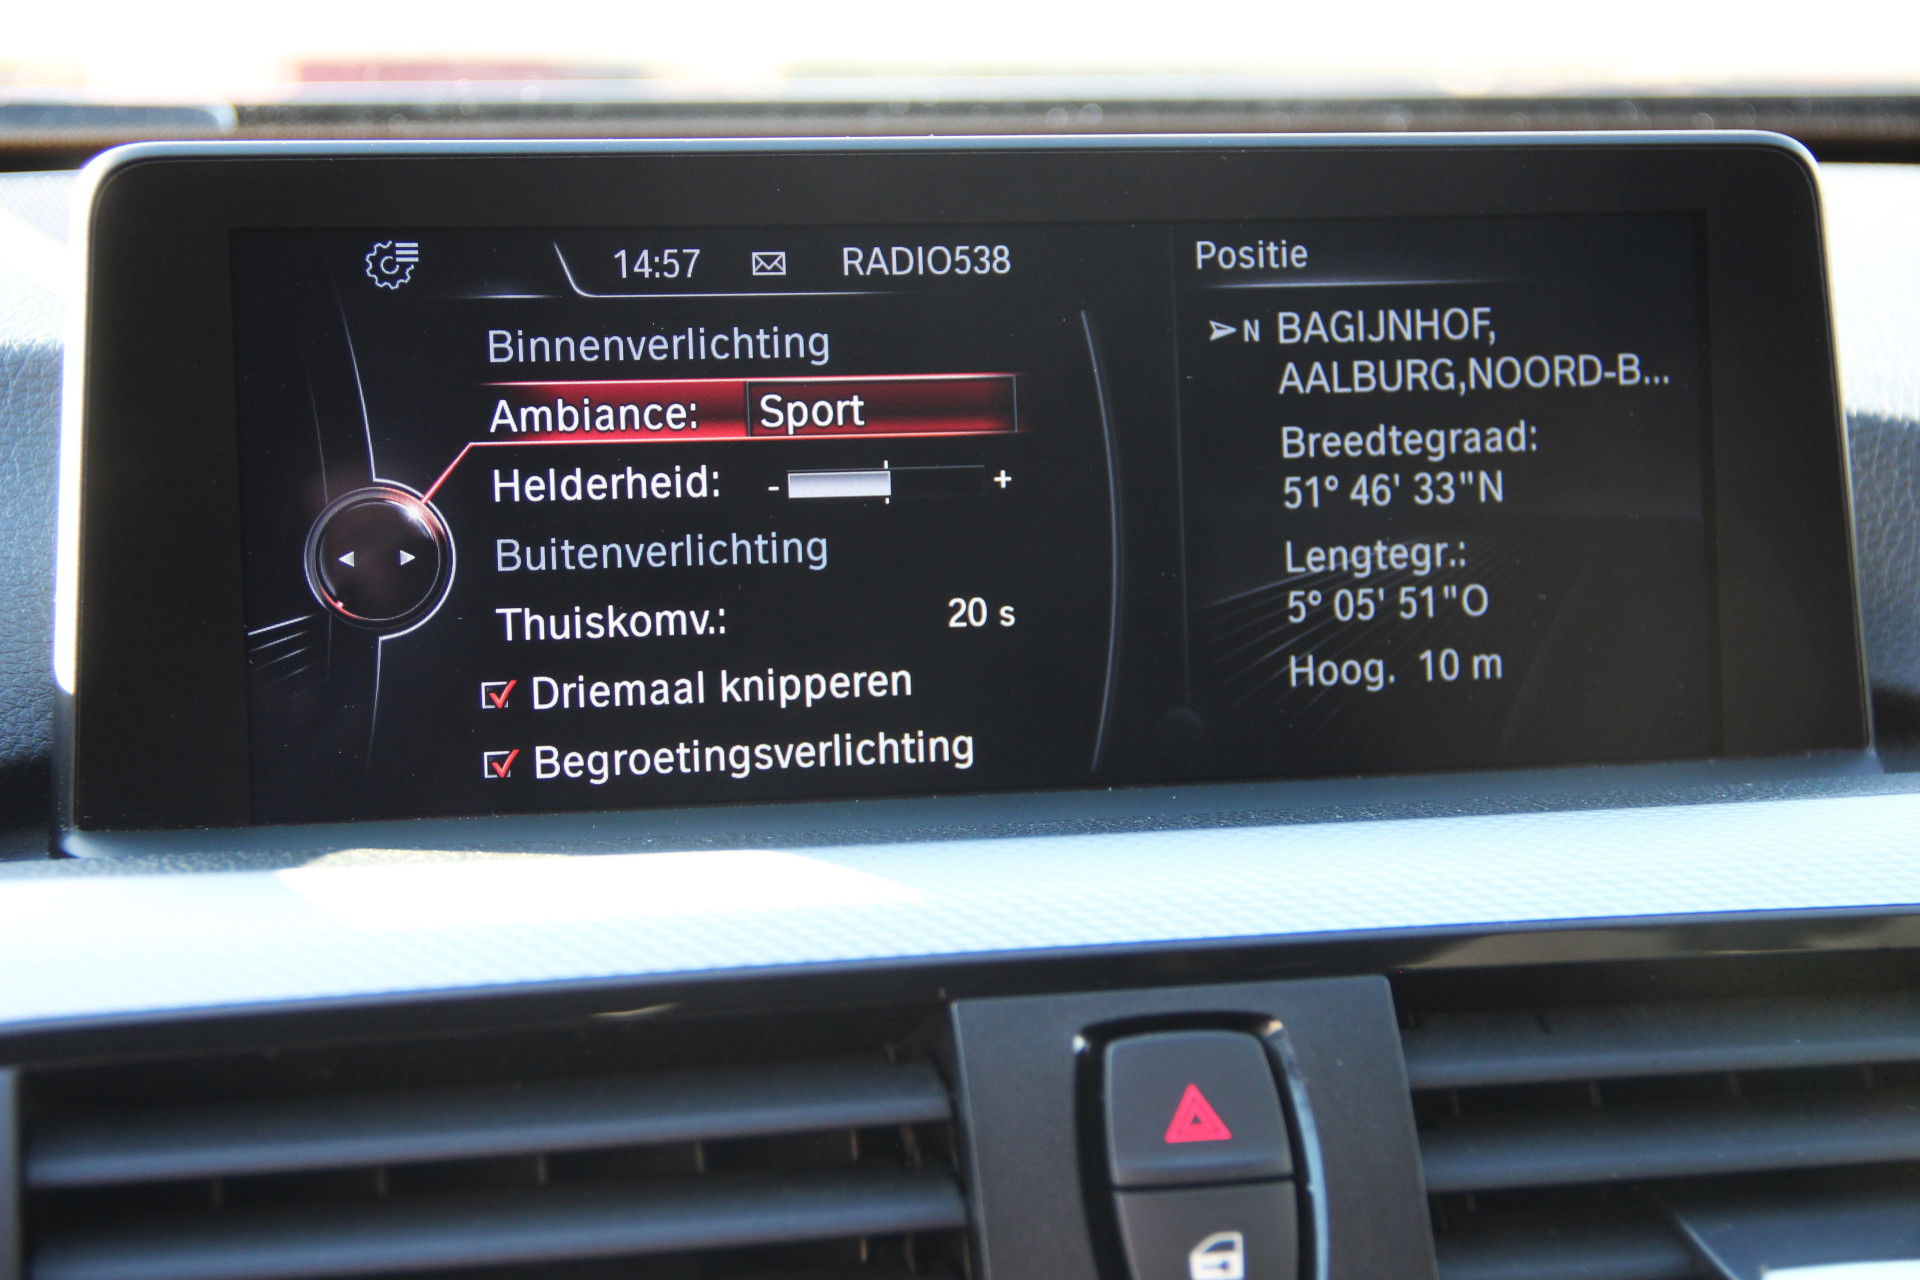 14:57 RADIO538
Binnenverlichting
Ambiance: Sport
Helderheid: - +
Buitenverlichting
Thuiskomv.: 20 s
Driemaal knipperen
Begroetingsverlichting
Positie
N BAGIJNHOF,
AALBURG,NOORD-B...
Breedtegraad:
51° 46' 33"N
Lengtegr.:
5° 05' 51"O
Hoog. 10 m